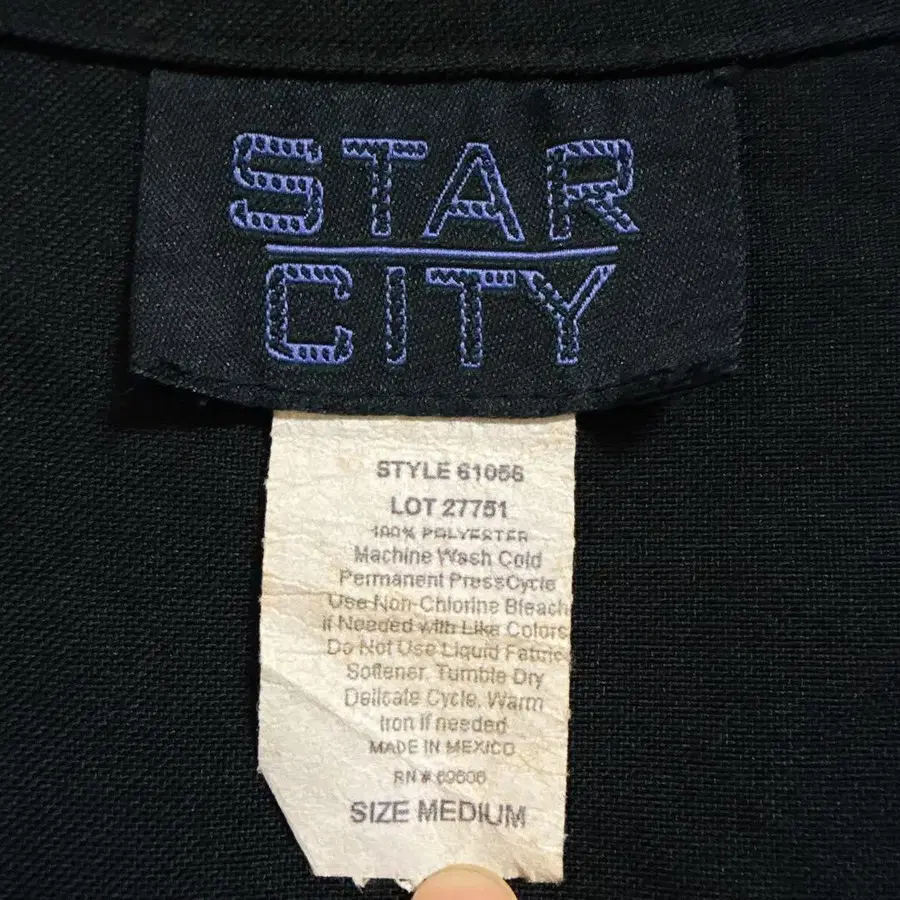 STAR
CITY
STYLE 61056
LOT 27751
100% POLYESTER
Machine Wash Cold
Permanent PressCycle
Use Non-Chlorine Bleach
if Needed with Like Colors
Do Not Use Liquid Fabric
Softener, Tumble Dry
Delicate Cycle, Warm
Iron if needed
MADE IN MEXICO
RN # 69606
SIZE MEDIUM